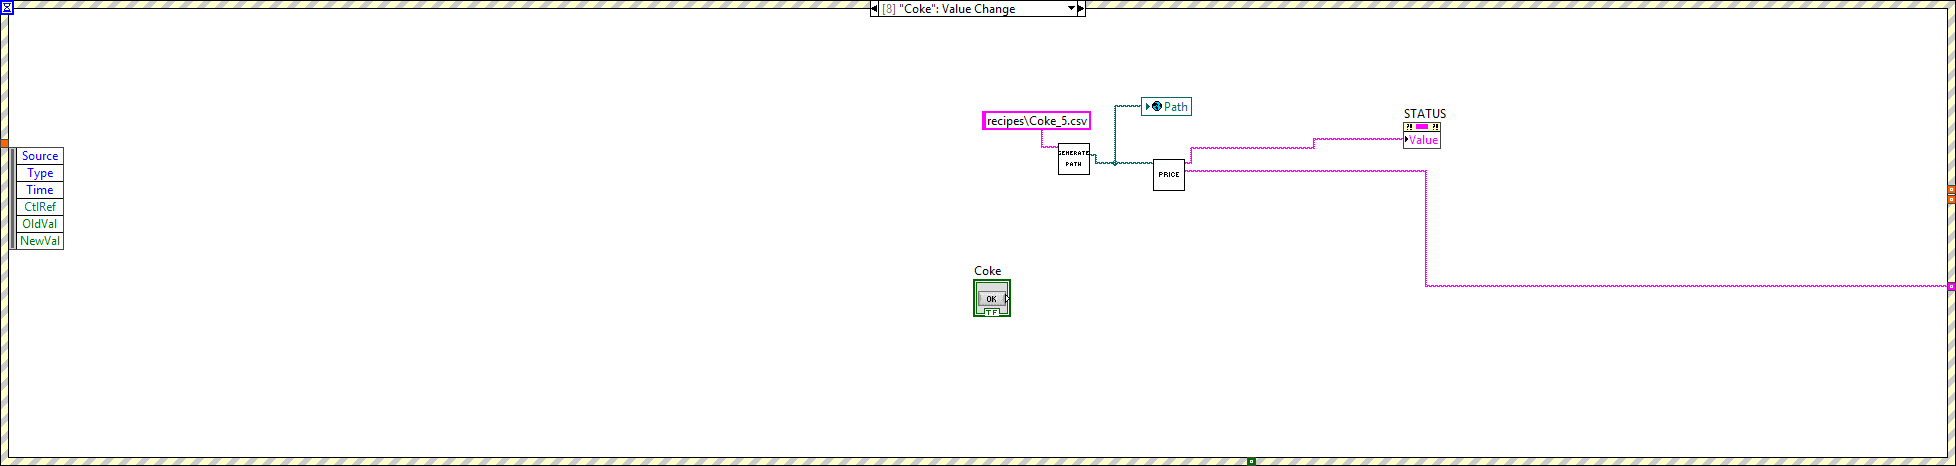 [8] "Coke": Value Change
Path
recipes\Coke_5.csv
STATUS
?! ?!
Value
GENERATE
PATH
PRICE
Source
Type
Time
CtlRef
OldVal
NewVal
Coke
OK
TF